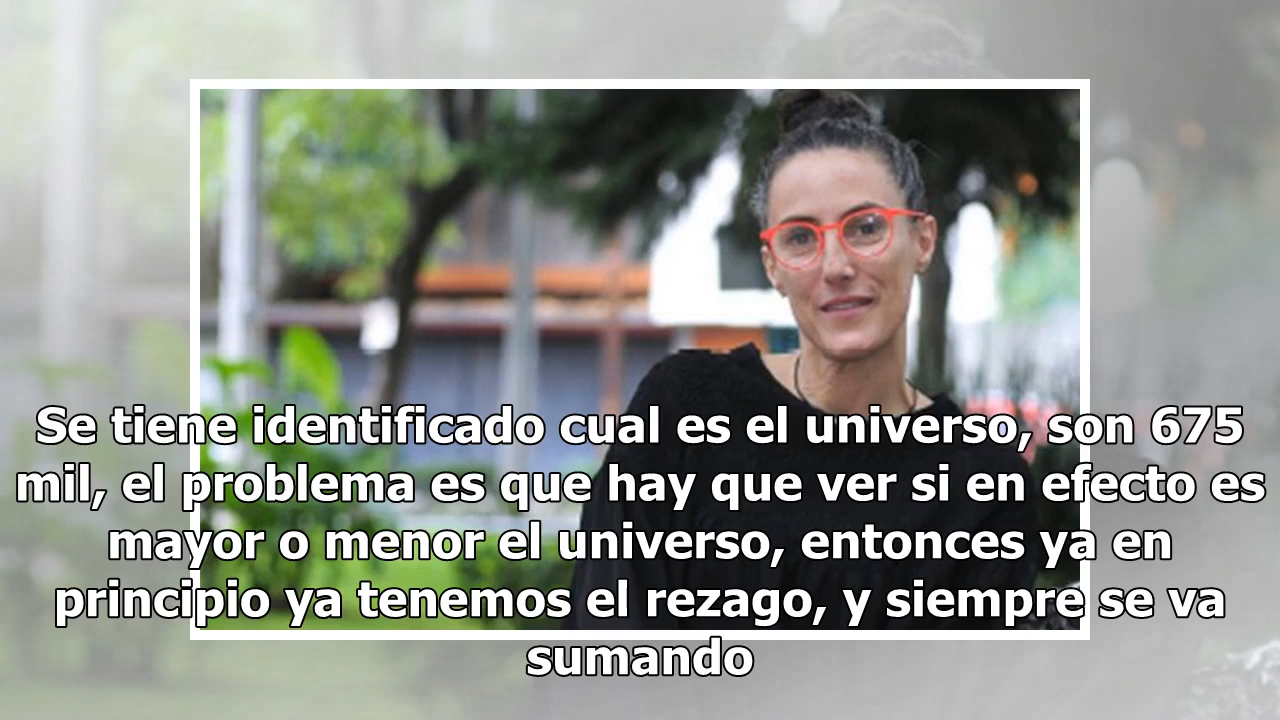 Se tiene identificado cual es el universo, son 675
mil, el problema es que hay que ver si en efecto es
mayor o menor el universo, entonces ya en
principio ya tenemos el rezago, y siempre se va
sumando